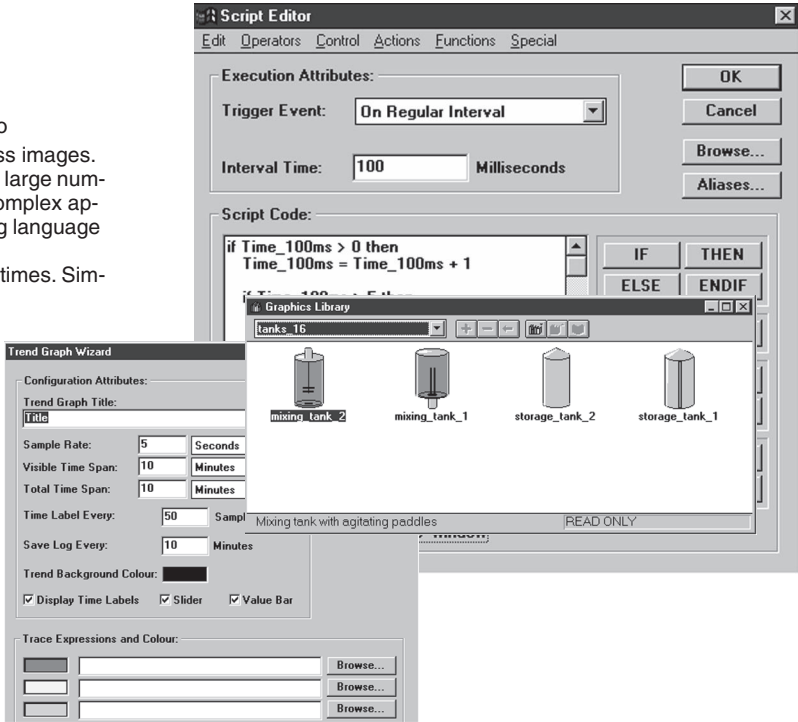 Script Editor
Edit Operators Control Actions Functions Special
Execution Attributes:
Trigger Event: On Regular Interval
Interval Time: 100 Milliseconds
OK
Cancel
Browse...
Aliases...
Script Code:
if Time_100ms > 0 then
Time_100ms = Time_100ms + 1
IF THEN
ELSE ENDIF
ss images.
large num-
omplex ap-
g language
times. Sim-
Graphics Library
tanks_16
mixing_tank_2 mixing_tank_1 storage_tank_2 storage_tank_1
Mixing tank with agitating paddles READ ONLY
Trend Graph Wizard
Configuration Attributes:
Trend Graph Title:
Title
Sample Rate: 5 Seconds
Visible Time Span: 10 Minutes
Total Time Span: 10 Minutes
Time Label Every: 50 Sampl
Save Log Every: 10 Minutes
Trend Background Colour:
Display Time Labels Slider Value Bar
Trace Expressions and Colour:
Browse...
Browse...
Browse...